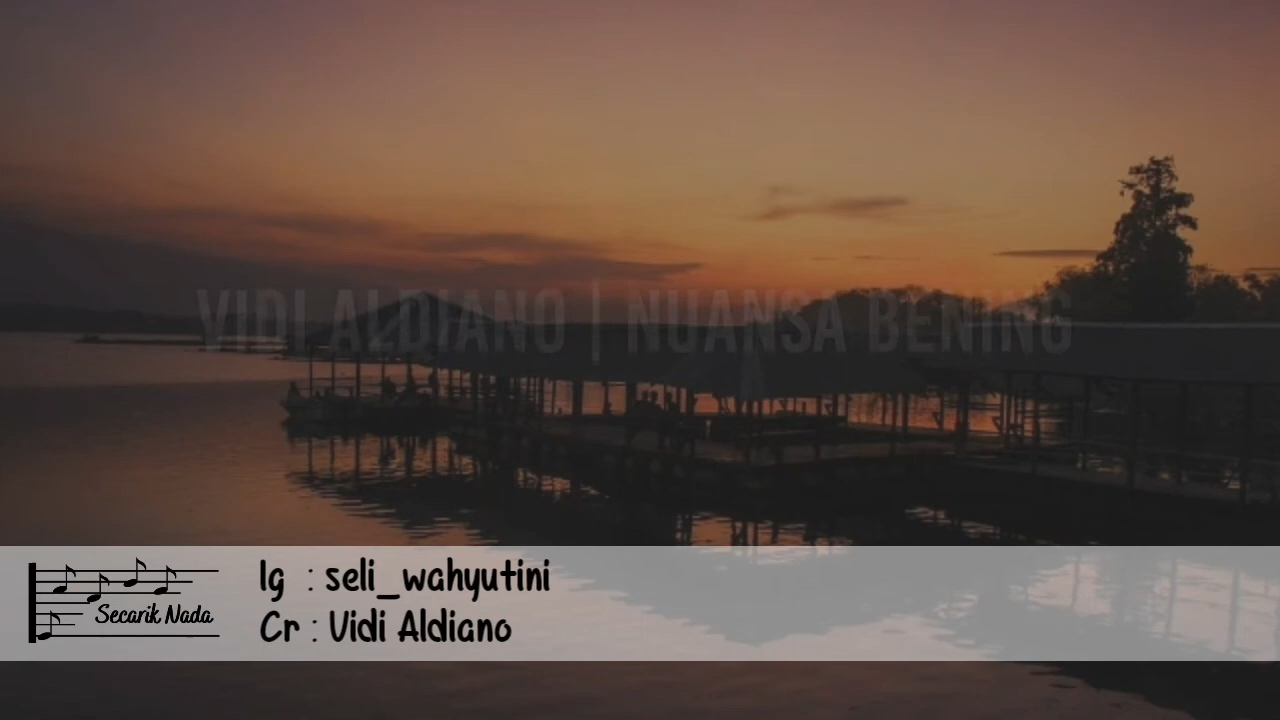 VIDI ALDIANO | NUANSA BENING
Secarik Nada
Ig : seli_wahyutini
Cr : Vidi Aldiano